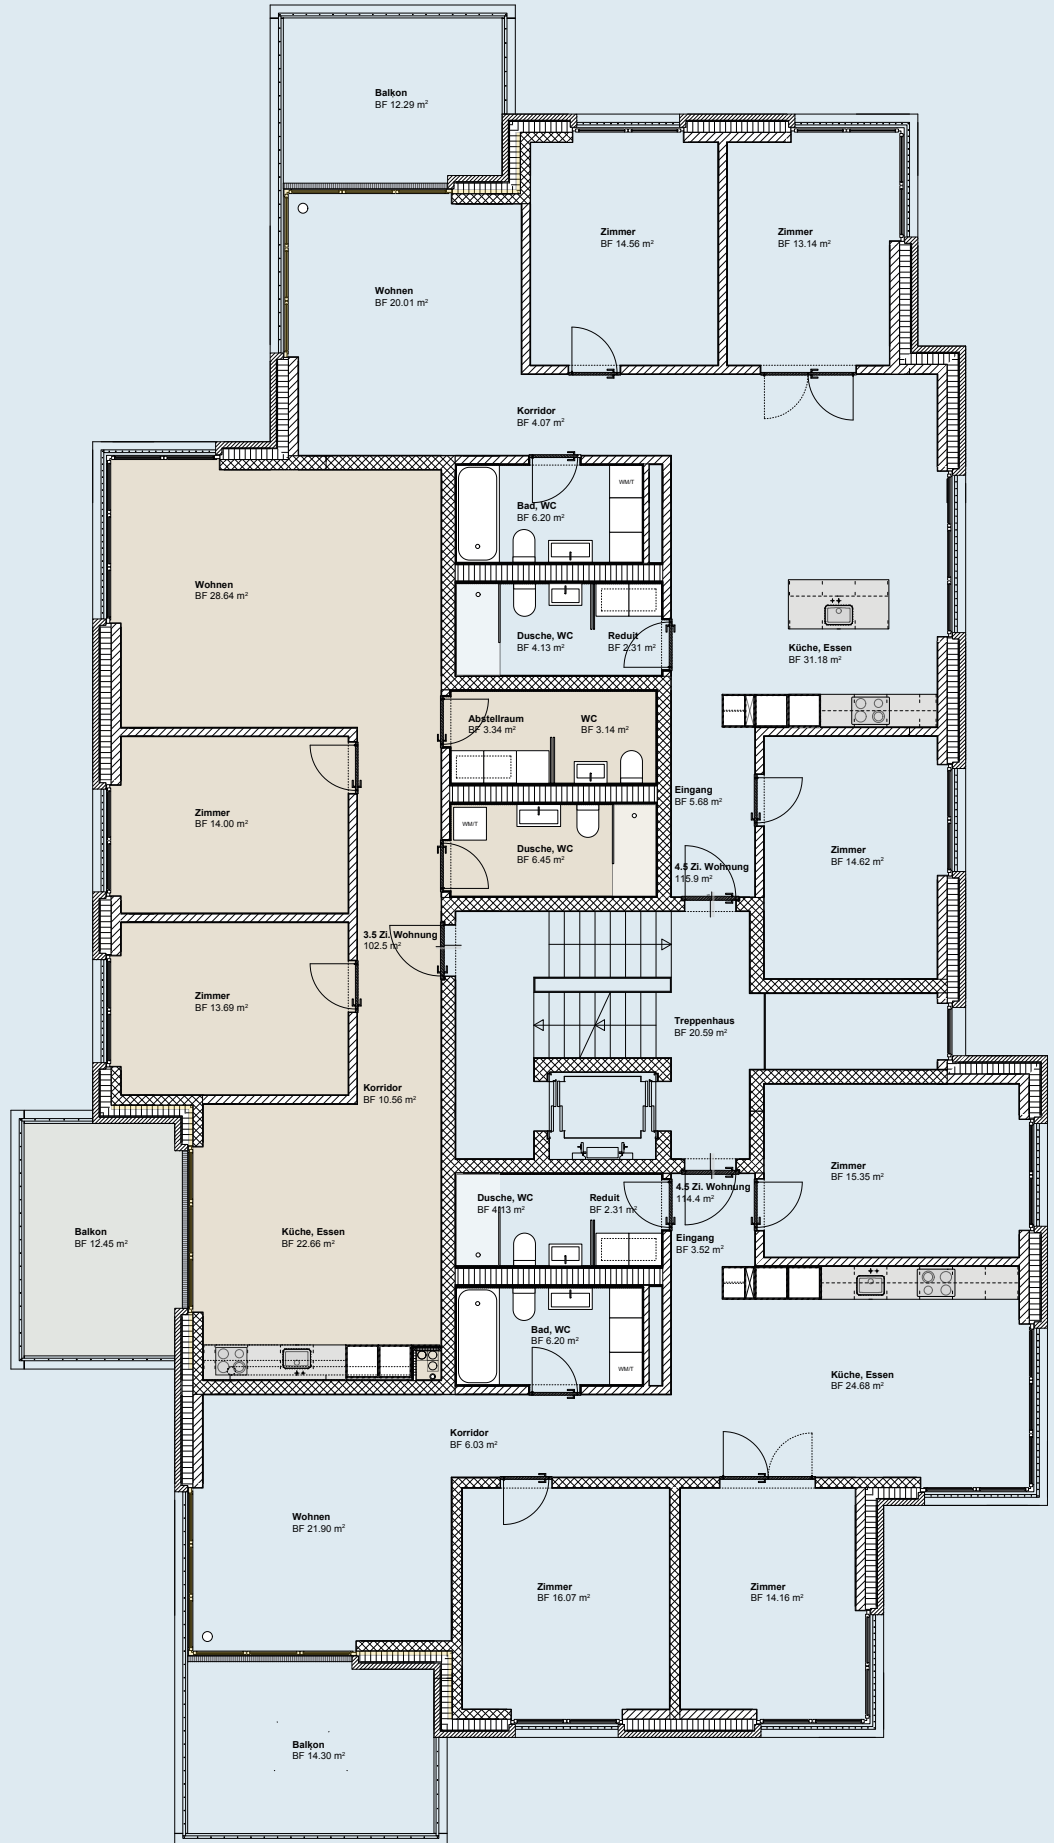 Balkon
BF 12.29 m²
Zimmer
BF 14.56 m²
Zimmer
BF 13.14 m²
Wohnen
BF 20.01 m²
Korridor
BF 4.07 m²
WM/T
Bad, WC
BF 6.20 m²
Wohnen
BF 28.64 m²
Dusche, WC
BF 4.13 m²
Reduit
BF 2.31 m²
Küche, Essen
BF 31.18 m²
Abstellraum
BF 3.34 m²
WC
BF 3.14 m²
Eingang
BF 5.68 m²
Zimmer
BF 14.00 m²
WM/T
Dusche, WC
BF 6.45 m²
Zimmer
BF 14.62 m²
4.5 Zi. Wohnung
115.9 m²
3.5 Zi. Wohnung
102.5 m²
Zimmer
BF 13.69 m²
Treppenhaus
BF 20.59 m²
Korridor
BF 10.56 m²
Zimmer
BF 15.35 m²
4.5 Zi. Wohnung
114.4 m²
Dusche, WC
BF 4.13 m²
Reduit
BF 2.31 m²
Balkon
BF 12.45 m²
Küche, Essen
BF 22.66 m²
Eingang
BF 3.52 m²
Bad, WC
BF 6.20 m²
WM/T
Küche, Essen
BF 24.68 m²
Korridor
BF 6.03 m²
Wohnen
BF 21.90 m²
Zimmer
BF 16.07 m²
Zimmer
BF 14.16 m²
Balkon
BF 14.30 m²